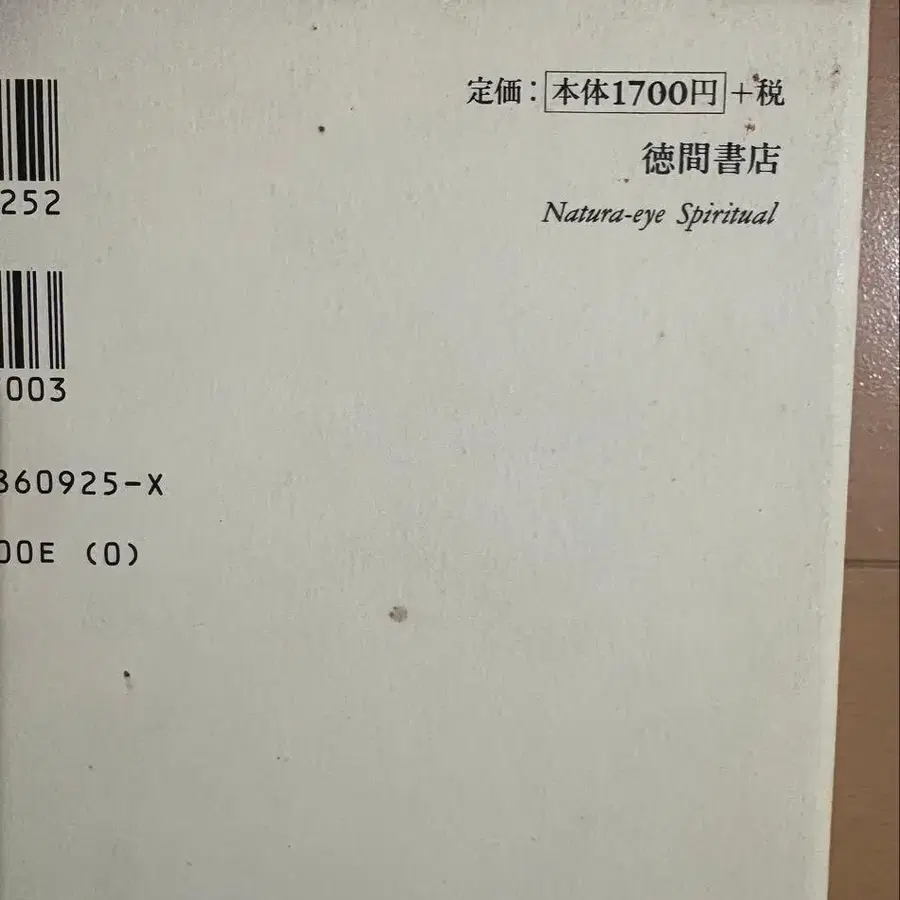 定価：本体1700円＋税
徳間書店
Natura-eye Spiritual
252
003
860925-X
00E (0)